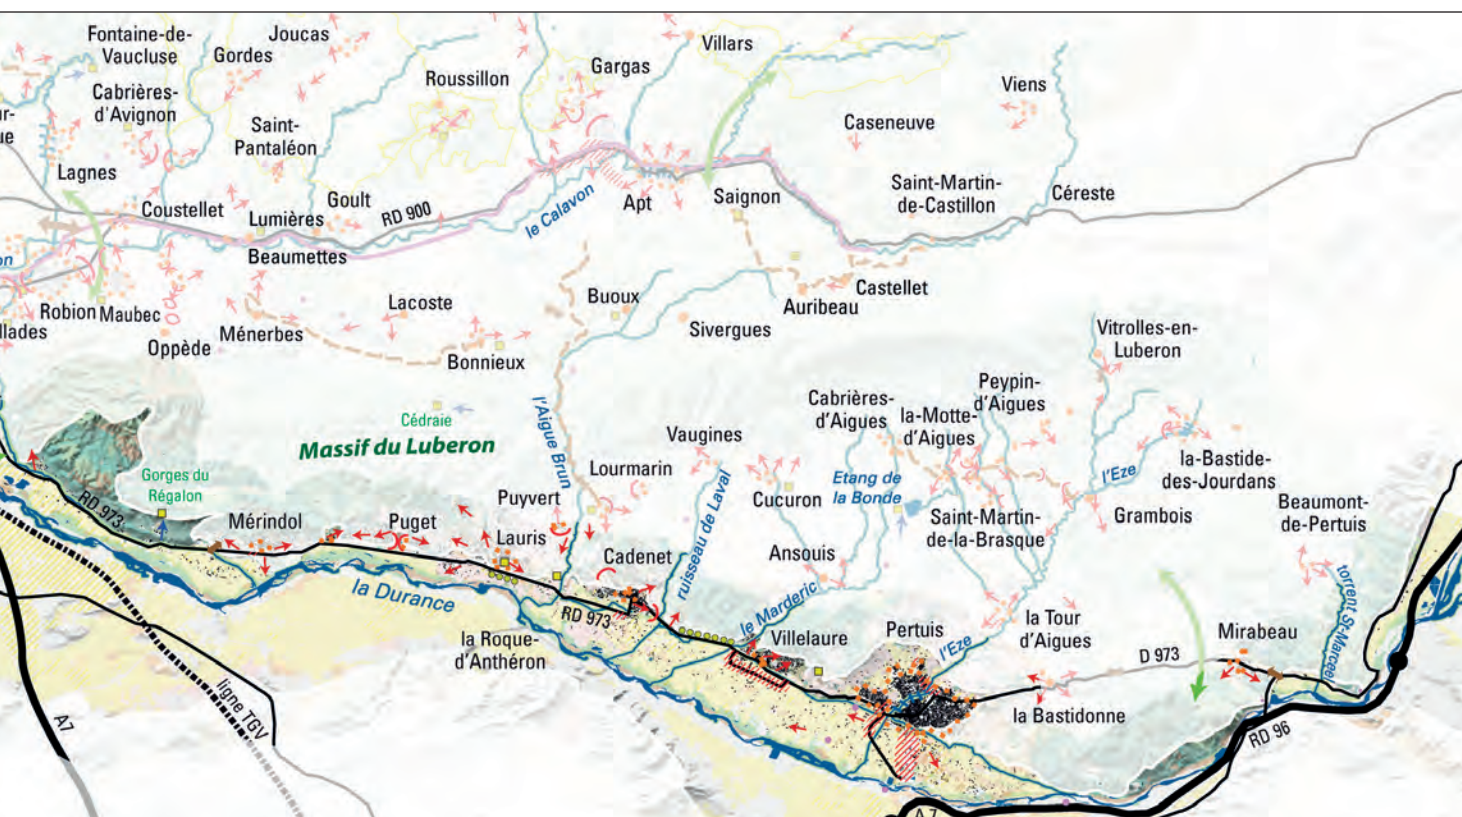 Fontaine-de-
Vaucluse
Joucas
Gordes
Villars
Gargas
Roussillon
Cabrières-
d'Avignon
Viens
Saint-
Pantaléon
Caseneuve
Lagnes
Saint-Martin-
de-Castillon
Céreste
Coustellet
Lumières
Goult
RD 900
le Calavon
Apt
Saignon
Beaumettes
Robion
Maubec
Oppède
Ménerbes
Lacoste
Bonnieux
Buoux
Sivergues
Auribeau
Castellet
Vitrolles-en-
Luberon
Peypin-
d'Aigues
Cabrières-
d'Aigues
la-Motte-
d'Aigues
Cédraie
Massif du Luberon
l'Aigue Brun
Vaugines
Lourmarin
Gorges du
Régalon
Puyvert
ruisseau de Laval
Cucuron
Etang de
la Bonde
l'Eze
la-Bastide-
des-Jourdans
Grambois
Beaumont-
de-Pertuis
Saint-Martin-
de-la-Brasque
RD 973
Mérindol
Puget
Lauris
Cadenet
Ansouis
le Marderic
torrent St-Marcel
la Durance
RD 973
la Roque-
d'Anthéron
Villelaure
Pertuis
l'Eze
la Tour
d'Aigues
Mirabeau
D 973
la Bastidonne
RD 96
ligne TGV
A7
A7